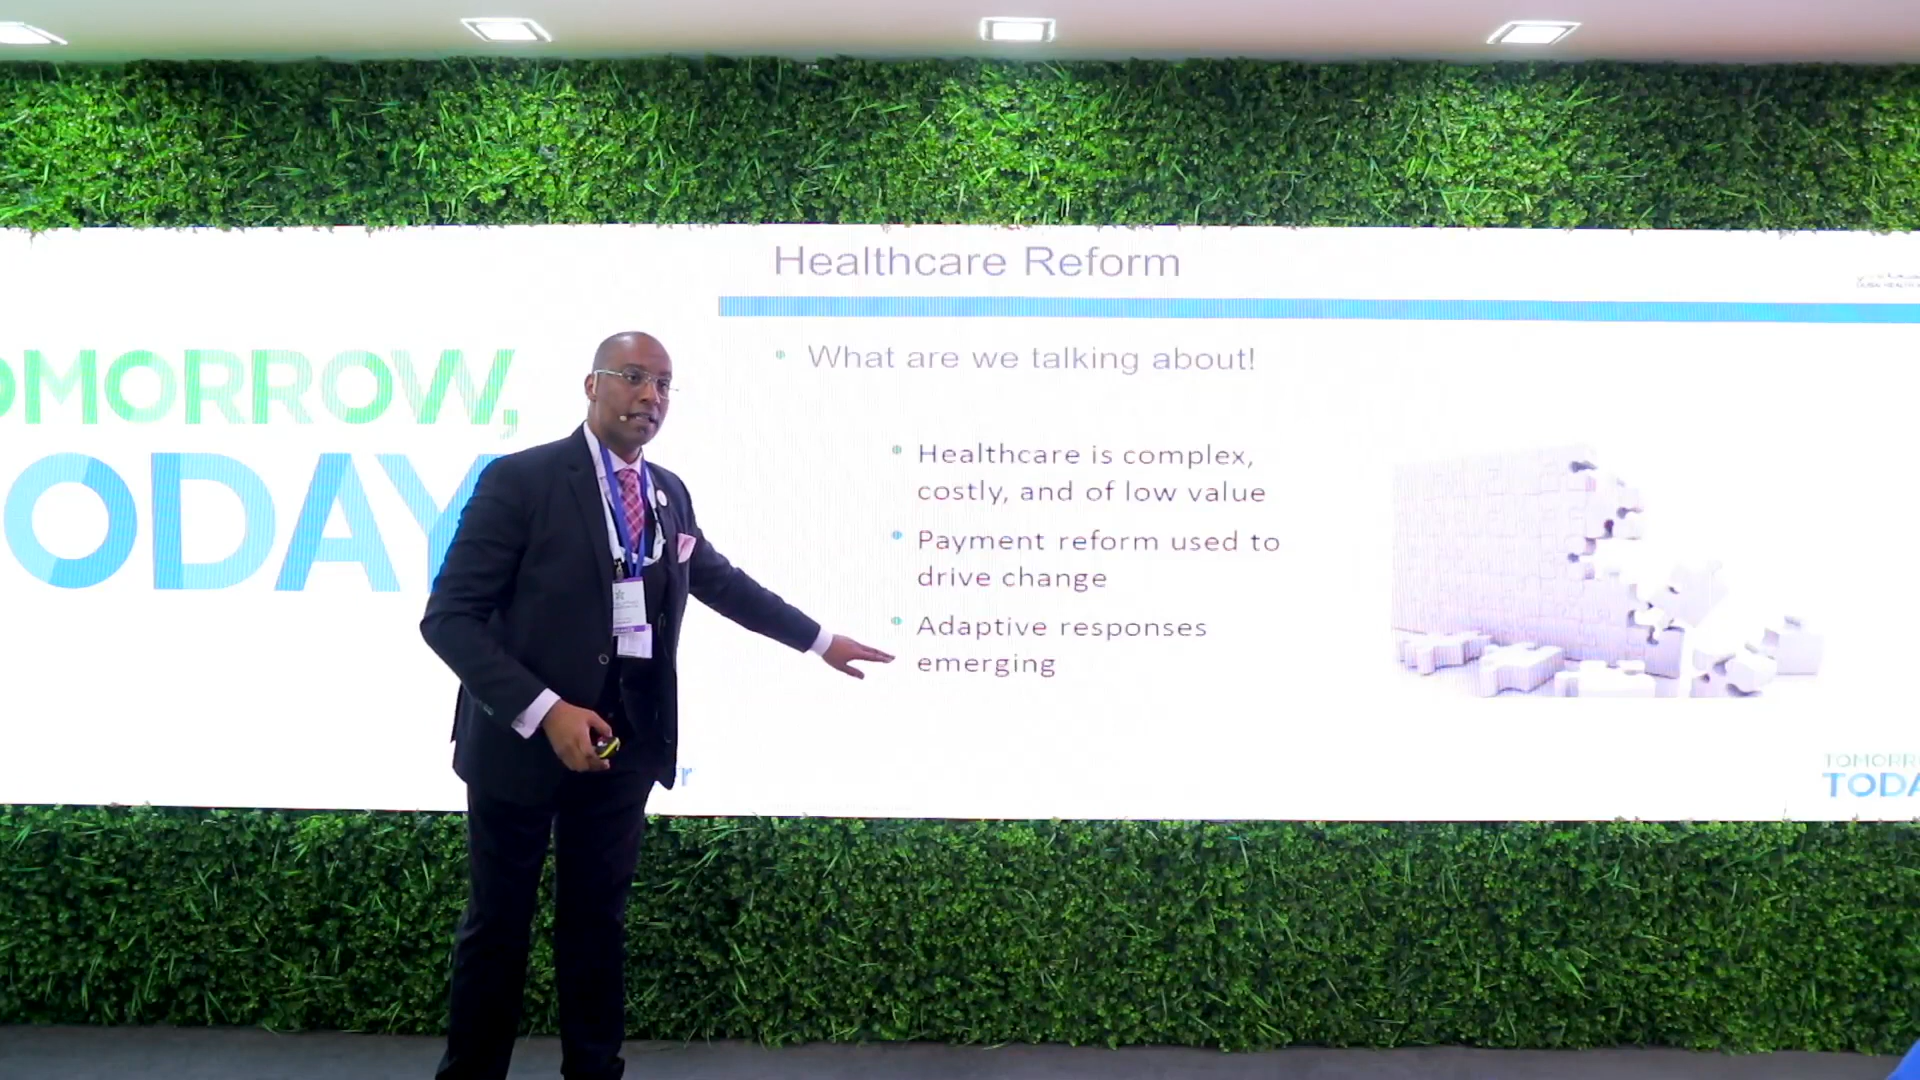 Healthcare Reform
OMORROW,
ODAY
What are we talking about!
Healthcare is complex,
costly, and of low value
Payment reform used to
drive change
Adaptive responses
emerging
TOMORR
TODA